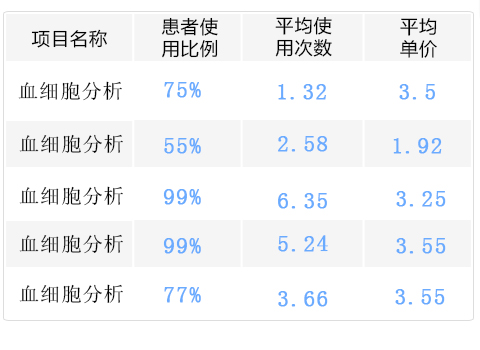 项目名称 患者使用比例 平均使用次数 平均单价
血细胞分析 75% 1.32 3.5
血细胞分析 55% 2.58 1.92
血细胞分析 99% 6.35 3.25
血细胞分析 99% 5.24 3.55
血细胞分析 77% 3.66 3.55